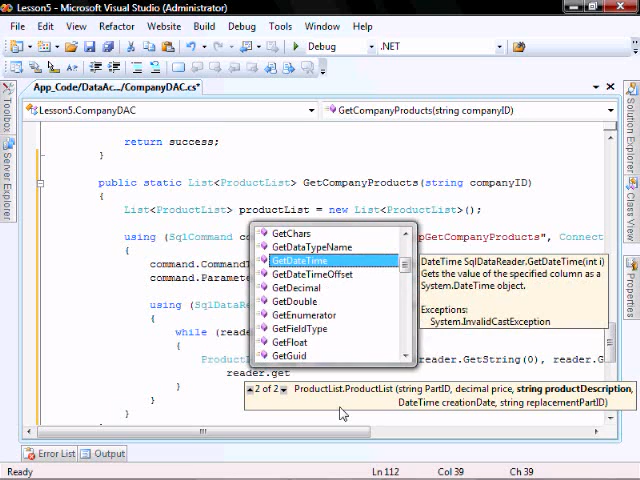 Lesson5 - Microsoft Visual Studio (Administrator)
File Edit View Refactor Website Build Debug Tools Window Help
Debug .NET
App_Code/DataAc.../CompanyDAC.cs*
Lesson5.CompanyDAC GetCompanyProducts(string companyID)
Toolbox
Server Explorer
Solution Explorer
Class View
Properties
return success;
}
public static List<ProductList> GetCompanyProducts(string companyID)
{
List<ProductList> productList = new List<ProductList>();
using (SqlCommand co
pGetCompanyProducts", Connect
command.CommandT
command.Parame
using (SqlDataRe
{
while (reader
{
Product
reader.GetString(0), reader.G
reader.get
}
}
}
GetChars
GetDataTypeName
GetDateTime
GetDateTimeOffset
GetDecimal
GetDouble
GetEnumerator
GetFieldType
GetFloat
GetGuid
DateTime SqlDataReader.GetDateTime(int i)
Gets the value of the specified column as a
System.DateTime object.
Exceptions:
System.InvalidCastException
2 of 2 ProductList.ProductList (string PartID, decimal price, string productDescription,
DateTime creationDate, string replacementPartID)
Error List Output
Ready Ln 112 Col 39 Ch 39